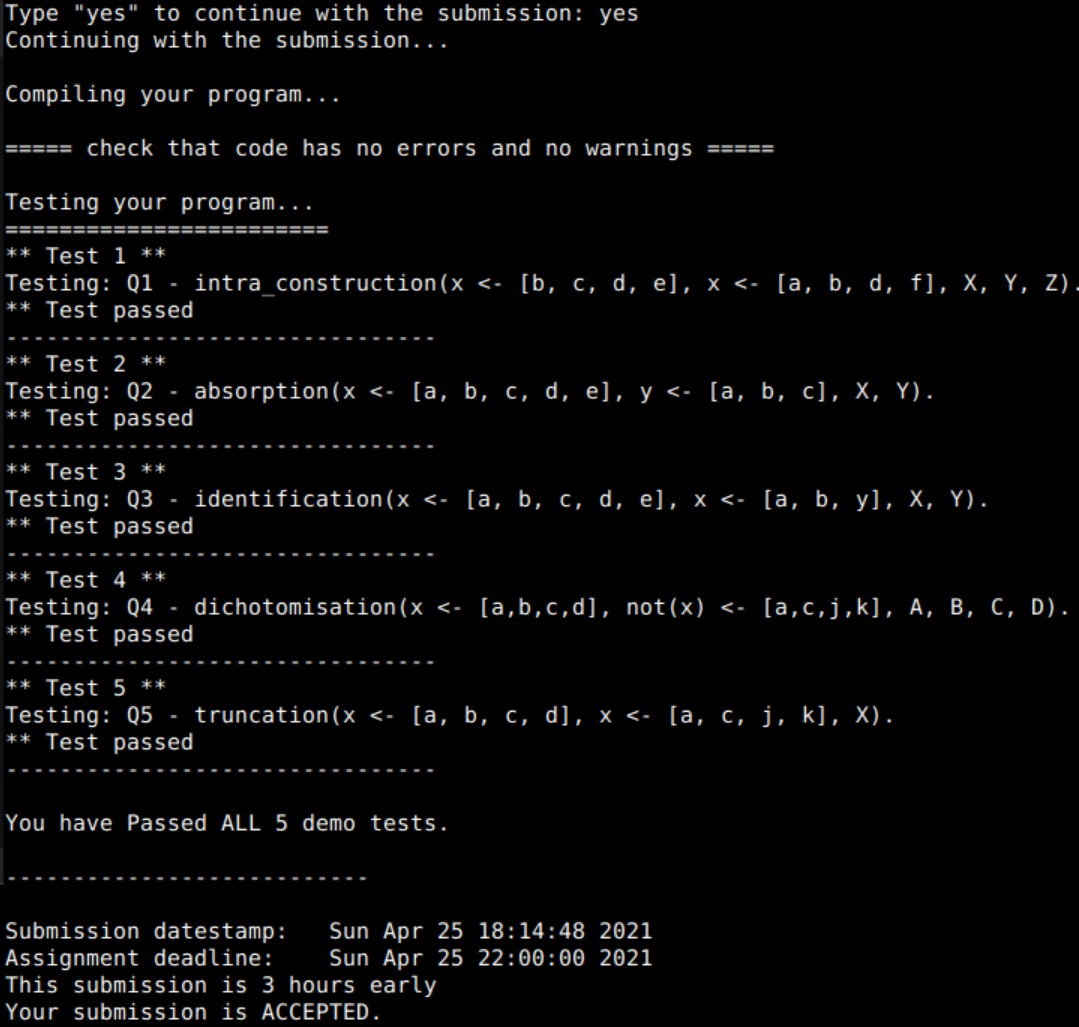 Type "yes" to continue with the submission: yes
Continuing with the submission...
Compiling your program...
===== check that code has no errors and no warnings =====
Testing your program...
========================
** Test 1 **
Testing: Q1 - intra_construction(x <- [b, c, d, e], x <- [a, b, d, f], X, Y, Z).
** Test passed
--------------------------------
** Test 2 **
Testing: Q2 - absorption(x <- [a, b, c, d, e], y <- [a, b, c], X, Y).
** Test passed
--------------------------------
** Test 3 **
Testing: Q3 - identification(x <- [a, b, c, d, e], x <- [a, b, y], X, Y).
** Test passed
--------------------------------
** Test 4 **
Testing: Q4 - dichotomisation(x <- [a,b,c,d], not(x) <- [a,c,j,k], A, B, C, D).
** Test passed
--------------------------------
** Test 5 **
Testing: Q5 - truncation(x <- [a, b, c, d], x <- [a, c, j, k], X).
** Test passed
--------------------------------
You have Passed ALL 5 demo tests.
---------------------------
Submission datestamp:   Sun Apr 25 18:14:48 2021
Assignment deadline:    Sun Apr 25 22:00:00 2021
This submission is 3 hours early
Your submission is ACCEPTED.